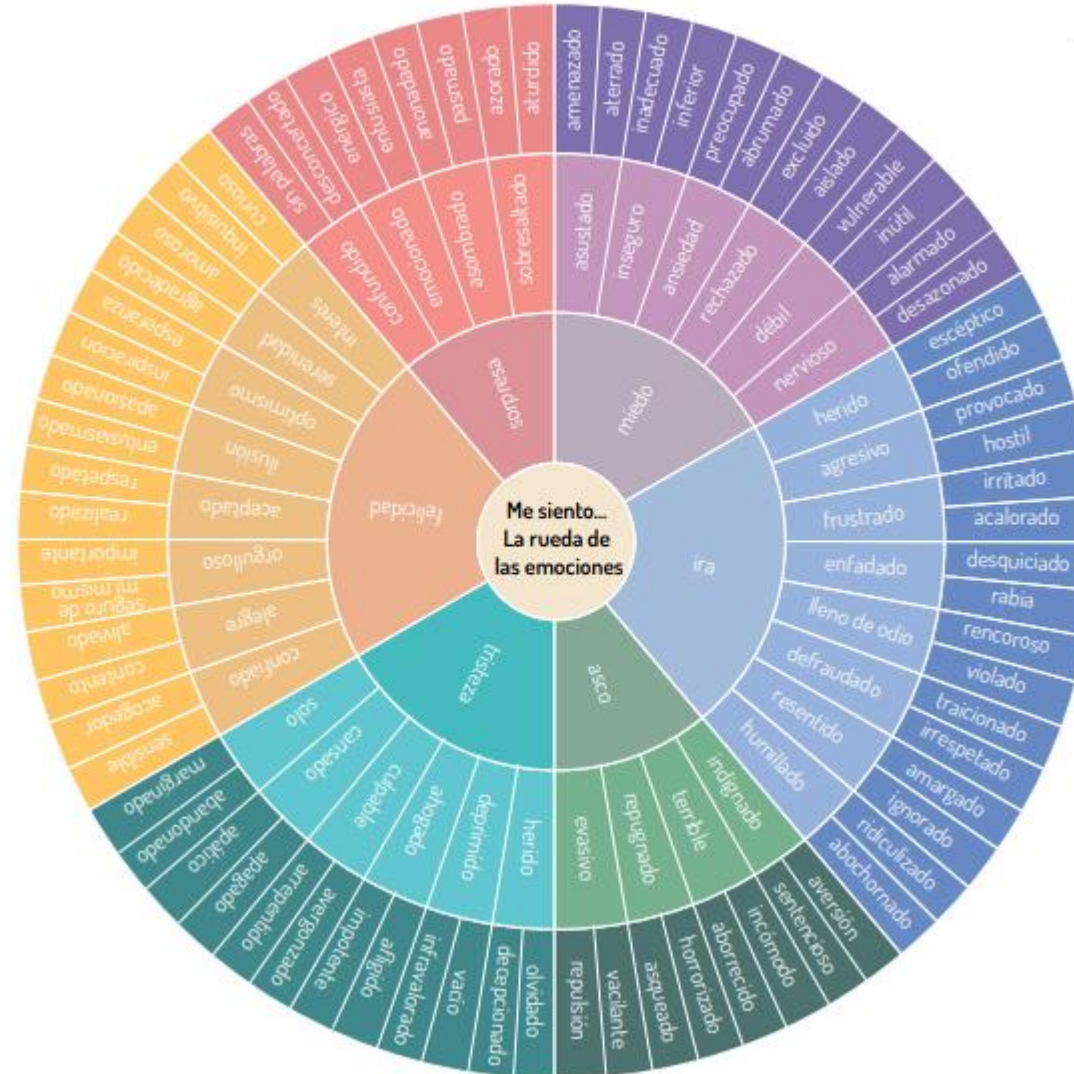 Me siento...
La rueda de
las emociones
miedo
ira
asco
tristeza
felicidad
sorpresa
asustado
inseguro
ansiedad
rechazado
débil
nervioso
herido
agresivo
frustrado
enfadado
lleno de odio
defraudado
resentido
humillado
indignado
terrible
repugnado
evasivo
herido
deprimido
ahogado
culpable
cansado
solo
confiado
alegre
orgulloso
aceptado
ilusión
optimismo
serenidad
interés
confundido
emocionado
asombrado
sobresaltado
amenazado
aterrado
inadecuado
inferior
preocupado
abrumado
excluido
aislado
vulnerable
inútil
alarmado
desazonado
escéptico
ofendido
provocado
hostil
irritado
acalorado
desquiciado
rabia
rencoroso
violado
traicionado
irrespetado
amargado
ignorado
ridiculizado
abochornado
aversión
sentencioso
incómodo
aborrecido
horrorizado
asqueado
vacilante
repulsión
olvidado
decepcionado
vacío
infravalorado
afligido
impotente
avergonzado
arrepentido
apagado
apático
abandonado
marginado
sensible
acogedor
contento
aliviado
seguro de
mi mismo
importante
realizado
respetado
entusiasmado
apasionado
inspiración
esperanza
agradecido
amoroso
inquisitivo
curioso
sin palabras
desconcertado
enérgico
entusiasta
anonadado
pasmado
azorado
aturdido